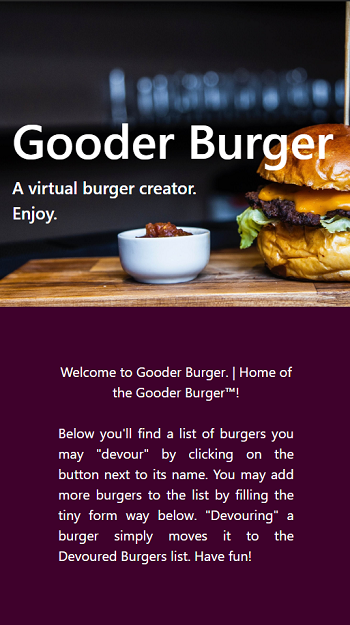 Gooder Burger
A virtual burger creator.
Enjoy.
Welcome to Gooder Burger. | Home of
the Gooder Burger™!
Below you'll find a list of burgers you
may "devour" by clicking on the
button next to its name. You may add
more burgers to the list by filling the
tiny form way below. "Devouring" a
burger simply moves it to the
Devoured Burgers list. Have fun!